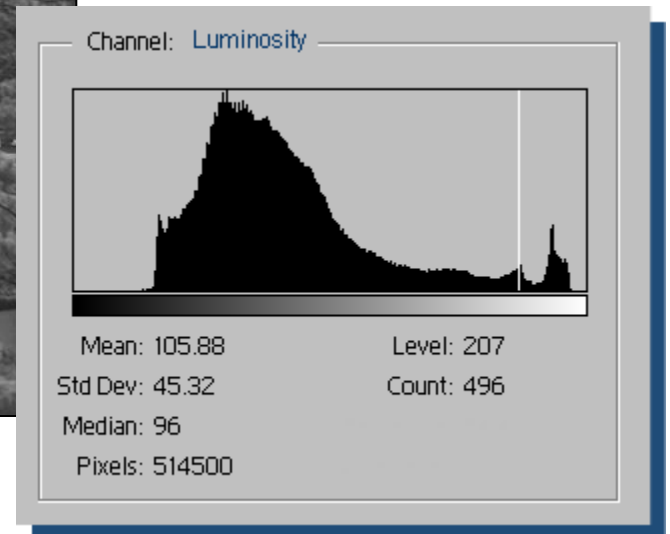 Channel: Luminosity
Mean: 105.88 Level: 207
Std Dev: 45.32 Count: 496
Median: 96
Pixels: 514500